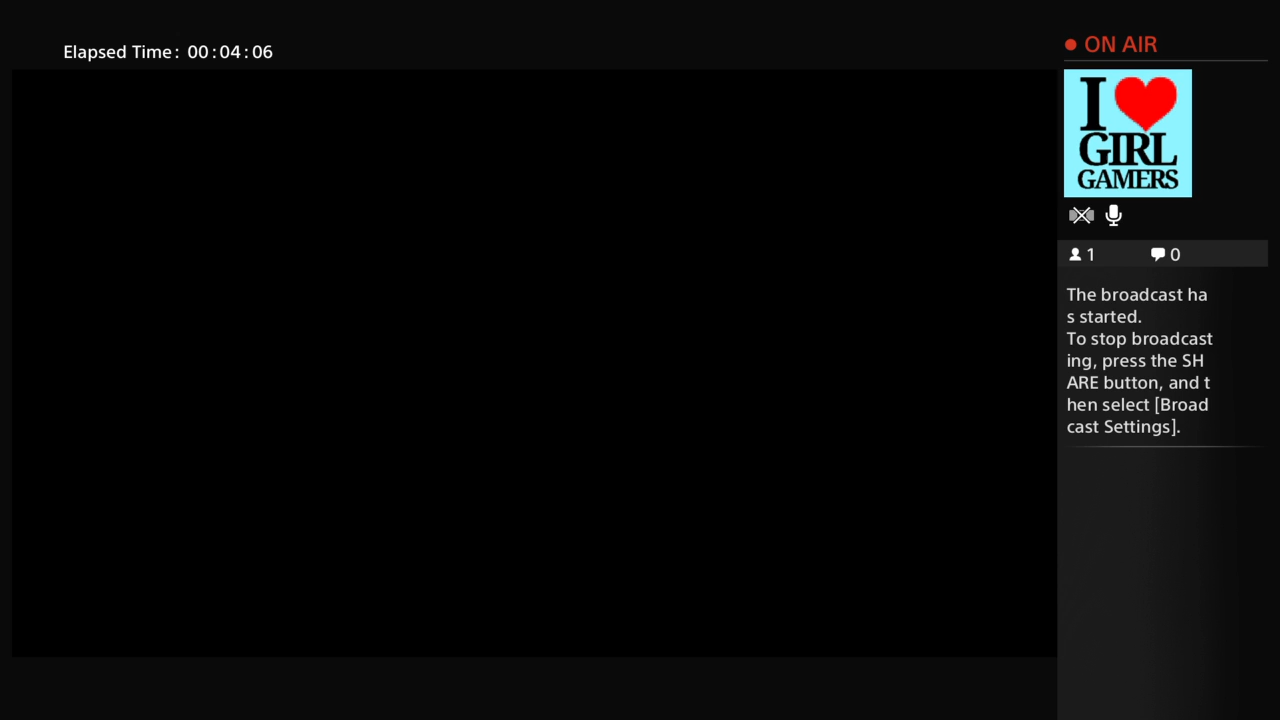 Elapsed Time: 00:04:06
ON AIR
I
GIRL
GAMERS
1 0
The broadcast ha
s started.
To stop broadcast
ing, press the SH
ARE button, and t
hen select [Broad
cast Settings].